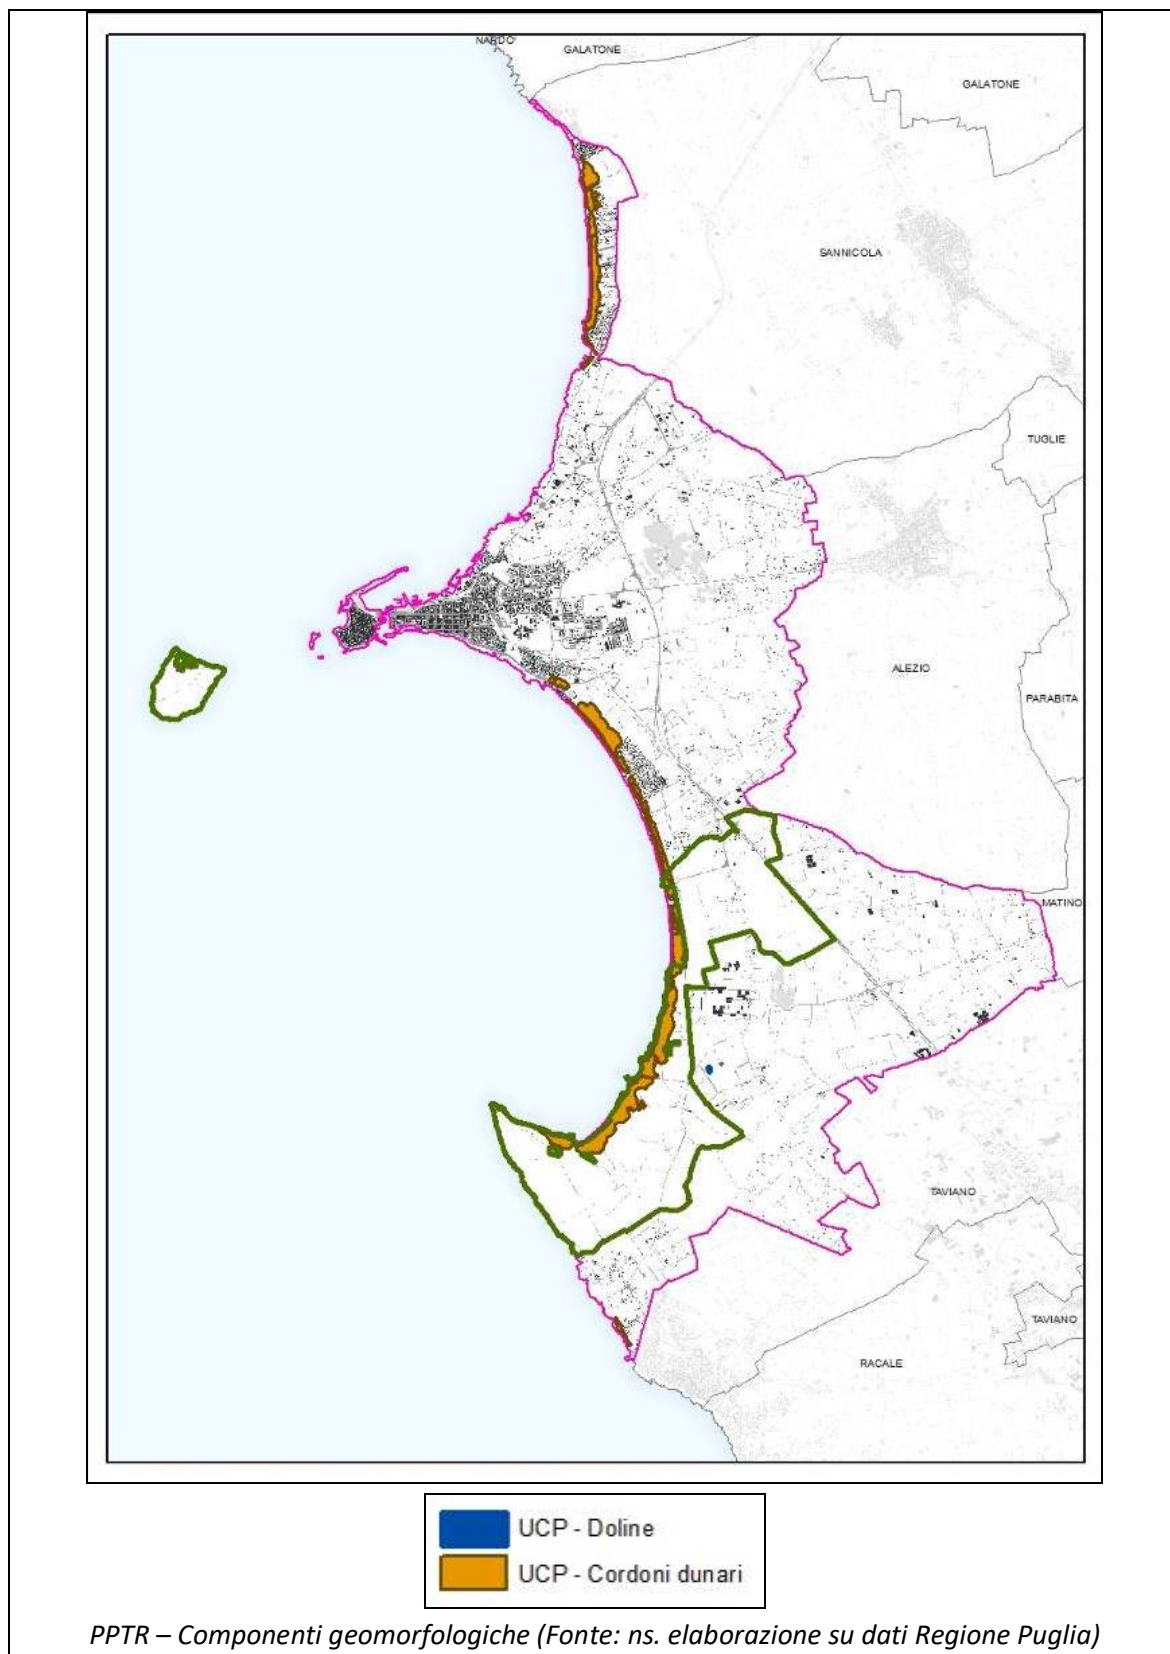 NARDO'
GALATONE
GALATONE
SANNICOLA
TUGLIE
ALEZIO
PARABITA
MATINO
TAVIANO
TAVIANO
RACALE
UCP - Doline
UCP - Cordoni dunari
PPTR – Componenti geomorfologiche (Fonte: ns. elaborazione su dati Regione Puglia)